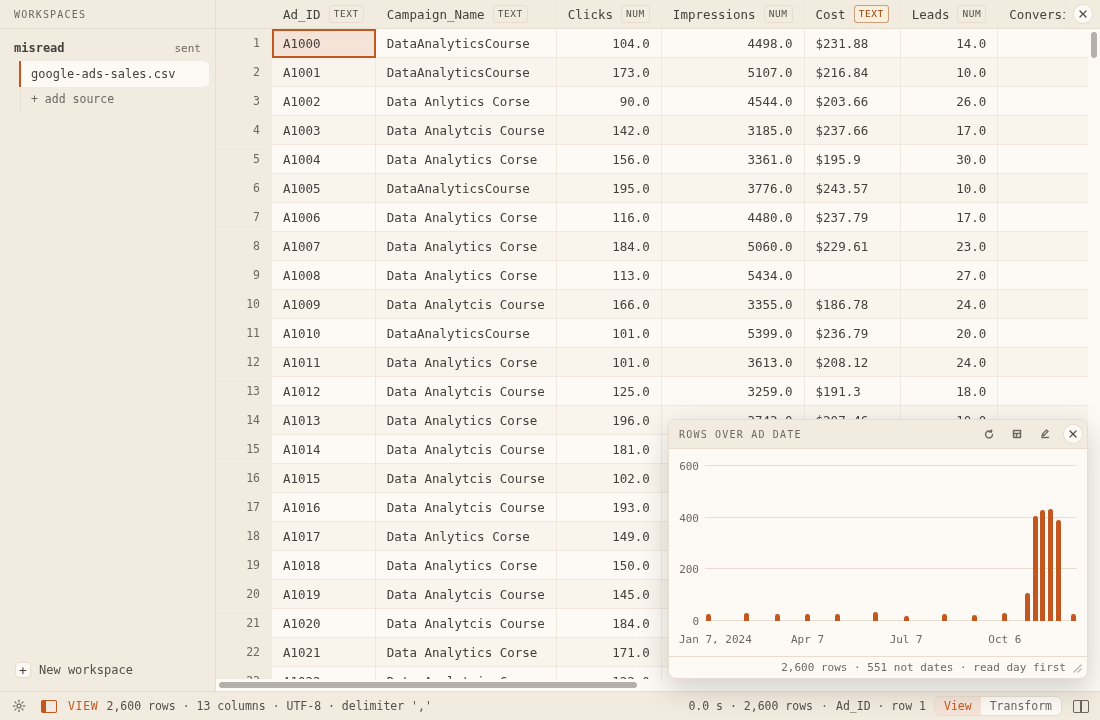 WORKSPACES
misread sent
google-ads-sales.csv
+ add source
+ New workspace
Ad_ID TEXT Campaign_Name TEXT Clicks NUM Impressions NUM Cost TEXT Leads NUM
1 A1000 DataAnalyticsCourse 104.0 4498.0 $231.88 14.0
2 A1001 DataAnalyticsCourse 173.0 5107.0 $216.84 10.0
3 A1002 Data Anlytics Corse 90.0 4544.0 $203.66 26.0
4 A1003 Data Analytcis Course 142.0 3185.0 $237.66 17.0
5 A1004 Data Analytics Corse 156.0 3361.0 $195.9 30.0
6 A1005 DataAnalyticsCourse 195.0 3776.0 $243.57 10.0
7 A1006 Data Analytics Corse 116.0 4480.0 $237.79 17.0
8 A1007 Data Analytics Corse 184.0 5060.0 $229.61 23.0
9 A1008 Data Analytics Corse 113.0 5434.0 27.0
10 A1009 Data Analytcis Course 166.0 3355.0 $186.78 24.0
11 A1010 DataAnalyticsCourse 101.0 5399.0 $236.79 20.0
12 A1011 Data Analytics Corse 101.0 3613.0 $208.12 24.0
13 A1012 Data Analytics Corse 125.0 3259.0 $191.3 18.0
14 A1013 Data Analytics Corse 196.0
15 A1014 Data Analytcis Course 181.0
16 A1015 Data Analytcis Course 102.0
17 A1016 Data Analytics Corse 193.0
18 A1017 Data Anlytics Corse 149.0
19 A1018 Data Analytics Corse 150.0
20 A1019 Data Analytcis Course 145.0
21 A1020 Data Analytics Course 184.0
22 A1021 Data Analytics Corse 171.0
ROWS OVER AD DATE
600
400
200
0
Jan 7, 2024 Apr 7 Jul 7 Oct 6
2,600 rows · 551 not dates · read day first
VIEW 2,600 rows · 13 columns · UTF-8 · delimiter ','
0.0 s · 2,600 rows · Ad_ID · row 1 View Transform